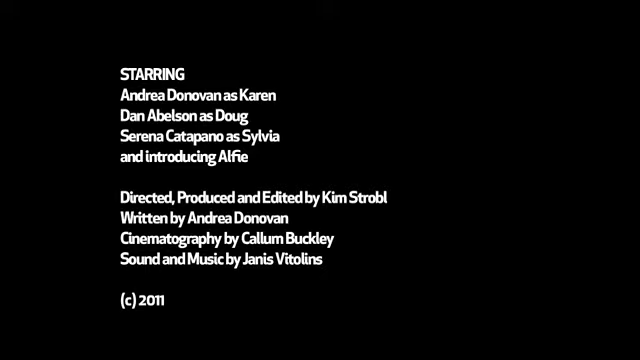 STARRING
Andrea Donovan as Karen
Dan Abelson as Doug
Serena Catapano as Sylvia
and introducing Alfie
Directed, Produced and Edited by Kim Strobl
Written by Andrea Donovan
Cinematography by Callum Buckley
Sound and Music by Janis Vitolins
(c) 2011